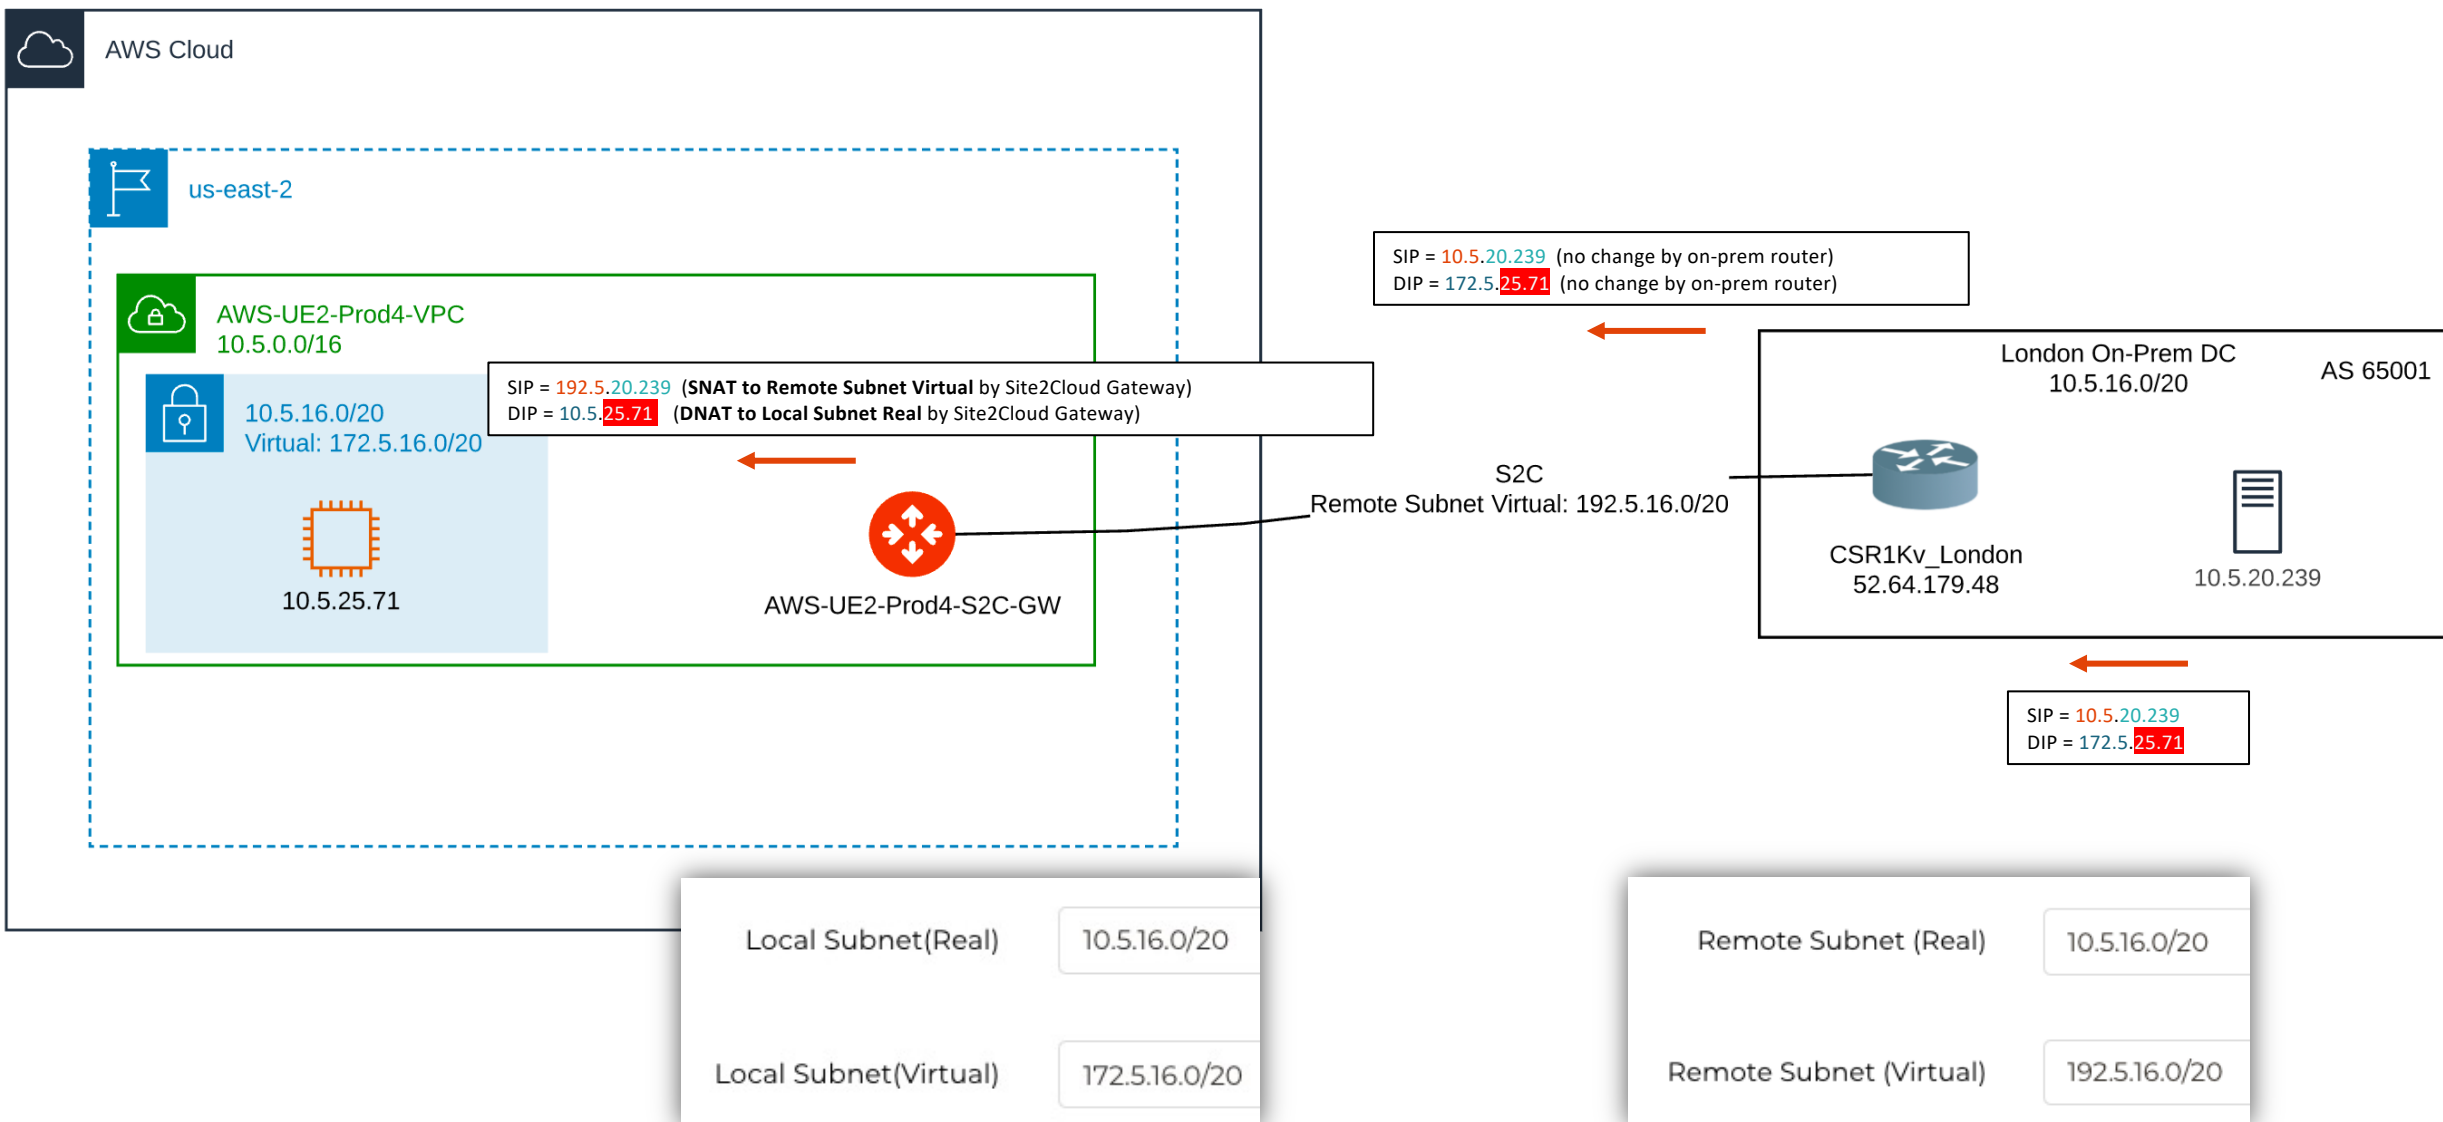 AWS Cloud
us-east-2
AWS-UE2-Prod4-VPC
10.5.0.0/16
10.5.16.0/20
Virtual: 172.5.16.0/20
SIP = 192.5.20.239 (SNAT to Remote Subnet Virtual by Site2Cloud Gateway)
DIP = 10.5.25.71 (DNAT to Local Subnet Real by Site2Cloud Gateway)
10.5.25.71
AWS-UE2-Prod4-S2C-GW
SIP = 10.5.20.239 (no change by on-prem router)
DIP = 172.5.25.71 (no change by on-prem router)
S2C
Remote Subnet Virtual: 192.5.16.0/20
London On-Prem DC
10.5.16.0/20
AS 65001
CSR1Kv_London
52.64.179.48
10.5.20.239
SIP = 10.5.20.239
DIP = 172.5.25.71
Local Subnet(Real) 10.5.16.0/20
Local Subnet(Virtual) 172.5.16.0/20
Remote Subnet (Real) 10.5.16.0/20
Remote Subnet (Virtual) 192.5.16.0/20